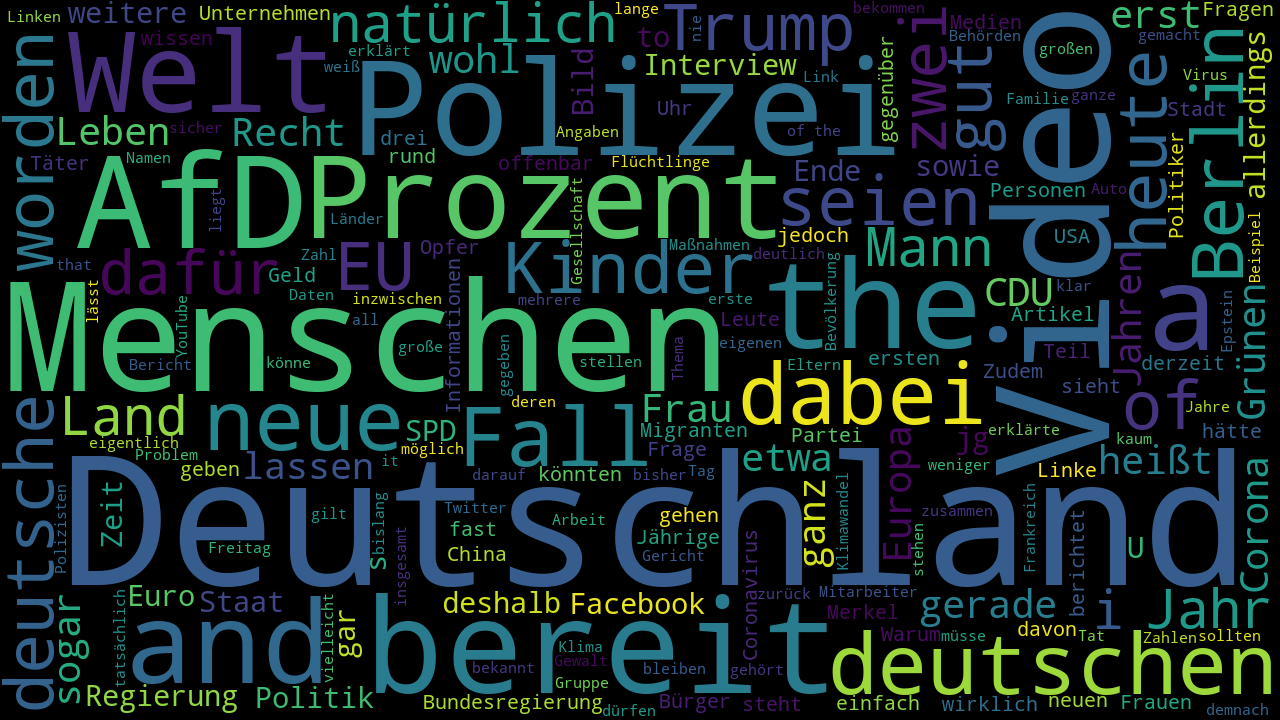 Linken weitere Unternehmen natürlich lange Trump bekommen erst Fragen
wissen erklärt weiß wohl to nie Medien Behörden großen gemacht
Welt Polizei Bild Interview Link gegenüber zwei gut Video heute Virus Berlin allerdings
worden Leben sicher Recht drei Uhr Angaben of the Familie ganze Stadt
Täter Namen rund offenbar Flüchtlinge Ende sowie Personen Auto Politiker
AfD Prozent liegt Länder Gesellschaft seien jedoch USA Beispiel
that dafür Zahl EU Opfer Kinder Maßnahmen deutlich Mann klar
lässt Geld Daten inzwischen Informationen mehrere erste CDU Artikel Jahren a Epstein
Menschen YouTube all the Bevölkerung Leute
Bericht könne große gegeben stellen Thema eigenen Eltern ersten Zudem Teil derzeit sieht Grünen
Land neue deren Fall Frau dabei of Jahre
eigentlich Problem SPD möglich Migranten Partei erklärte kaum hätte
deutsche geben lassen it darauf könnten Frage bisher Tag etwa Europa jg weniger Linke heißt Corona
Deutschland
Polizisten Zeit gilt bislang Twitter fast gehen Arbeit Jährige ganz Klimawandel zusammen Frankreich
Freitag insgesamt China Gericht Coronavirus stehen berichtet U
sogar Euro Staat deshalb Facebook zurück Mitarbeiter Merkel gerade i Jahr
tatsächlich and vielleicht gar bereit Klima Gewalt Warum müsse davon Tat Zahlen sollten
bekannt Gruppe bleiben gehört deutschen
Regierung Politik Bundesregierung dürfen Bürger steht einfach wirklich neuen Frauen demnach